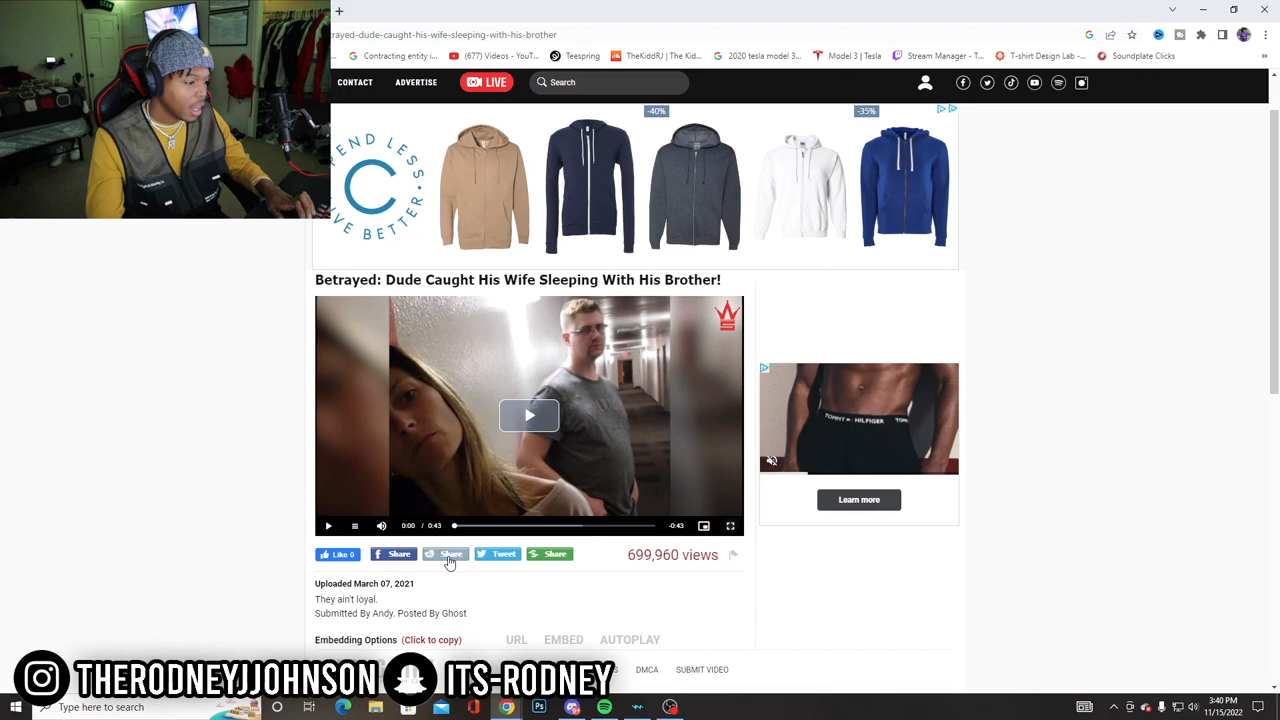 trayed-dude-caught-his-wife-sleeping-with-his-brother
Contracting entity i...
(677) Videos - YouT...
Teespring
TheKiddRJ | The Kid...
2020 tesla model 3...
Model 3 | Tesla
Stream Manager - T...
T-shirt Design Lab -...
Soundplate Clicks
CONTACT
ADVERTISE
LIVE
Search
-40%
-35%
PEND LESS
VE BETTER
Betrayed: Dude Caught His Wife Sleeping With His Brother!
TOMMY HILFIGER
Learn more
0:00 / 0:43
-0:43
Like 0
Share
Share
Tweet
Share
699,960 views
Uploaded March 07, 2021
They ain't loyal.
Submitted By Andy. Posted By Ghost
Embedding Options (Click to copy)
URL
EMBED
AUTOPLAY
DMCA
SUBMIT VIDEO
THERODNEYJJOHNSON
ITS-RODNEY
Type here to search
3:40 PM
11/15/2022